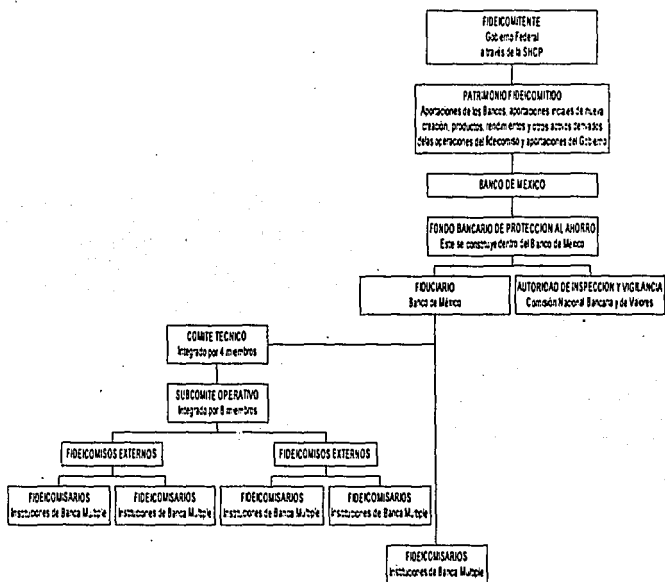 FIDEICOMITENTE
Gobierno Federal
a través de la SHCP
PATRIMONIO FIDEICOMITIDO
Aportaciones de los Bancos, aportaciones iniciales de nueva
creación, productos, rendimientos y otros activos derivados
de las operaciones del fideicomiso y aportaciones del Gobierno
BANCO DE MEXICO
FONDO BANCARIO DE PROTECCION AL AHORRO
Este se constituye dentro del Banco de México
FIDUCIARIO
Banco de México
AUTORIDAD DE INSPECCION Y VIGILANCIA
Comisión Nacional Bancaria y de Valores
COMITE TECNICO
Integrado por 4 miembros
SUBCOMITE OPERATIVO
Integrado por 8 miembros
FIDEICOMISOS EXTERNOS
FIDEICOMISOS EXTERNOS
FIDEICOMISARIOS
Instituciones de Banca Multiple
FIDEICOMISARIOS
Instituciones de Banca Multiple
FIDEICOMISARIOS
Instituciones de Banca Multiple
FIDEICOMISARIOS
Instituciones de Banca Multiple
FIDEICOMISARIOS
Instituciones de Banca Multiple